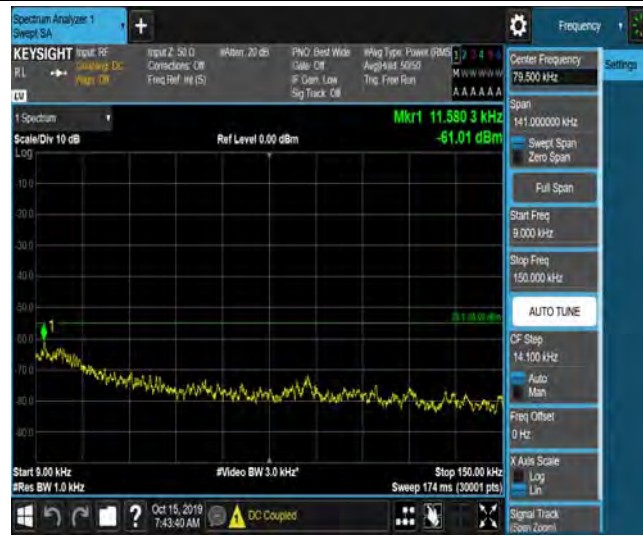 Spectrum Analyzer 1
Swept SA
+
Frequency
KEYSIGHT
Input: RF
Coupling: DC
Align: Off
RL
Input Z: 50 Ω
Corrections: Off
Freq Ref: Int (S)
#Atten: 20 dB
PNO: Best Wide
Gate: Off
IF Gain: Low
Sig Track: Off
#Avg Type: Power (RMS
Avg|Hold: 50/50
Trig: Free Run
1 2 3 4 5 6
M W W W W W
A A A A A A
LV
Center Frequency
79.500 kHz
Settings
1 Spectrum
Mkr1 11.580 3 kHz
Scale/Div 10 dB
Ref Level 0.00 dBm
-61.01 dBm
Span
141.000000 kHz
Swept Span
Zero Span
Full Span
Start Freq
9.000 kHz
Stop Freq
150.000 kHz
AUTO TUNE
CF Step
14.100 kHz
Auto
Man
Freq Offset
0 Hz
X Axis Scale
Log
Lin
Signal Track
(Span Zoom)
Log
-10.0
-20.0
-30.0
-40.0
-50.0
-60.0
-70.0
-80.0
-90.0
1
Start 9.00 kHz
#Video BW 3.0 kHz*
Stop 150.00 kHz
#Res BW 1.0 kHz
Sweep 174 ms (30001 pts)
?
Oct 15, 2019
7:43:40 AM
DC Coupled